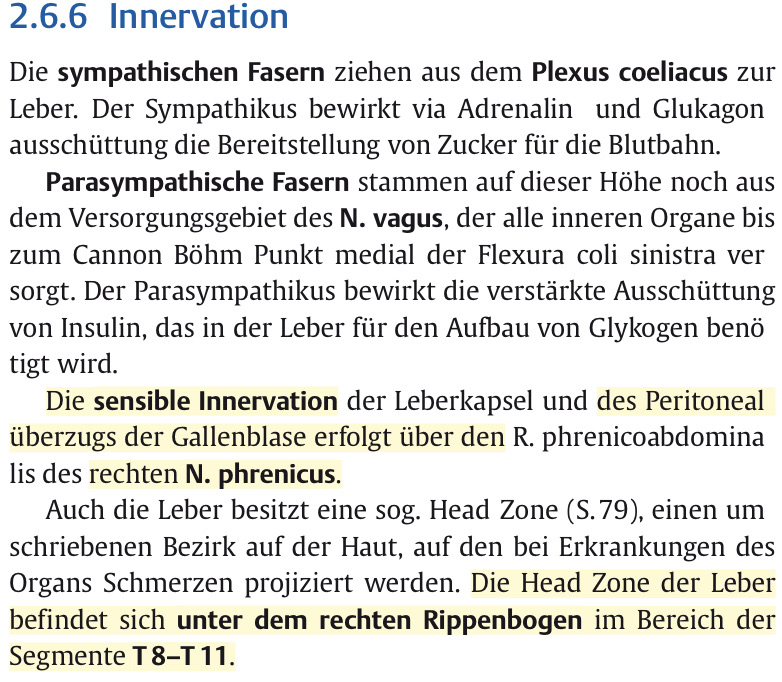 2.6.6 Innervation
Die sympathischen Fasern ziehen aus dem Plexus coeliacus zur
Leber. Der Sympathikus bewirkt via Adrenalin und Glukagon
ausschüttung die Bereitstellung von Zucker für die Blutbahn.
Parasympathische Fasern stammen auf dieser Höhe noch aus
dem Versorgungsgebiet des N. vagus, der alle inneren Organe bis
zum Cannon Böhm Punkt medial der Flexura coli sinistra ver
sorgt. Der Parasympathikus bewirkt die verstärkte Ausschüttung
von Insulin, das in der Leber für den Aufbau von Glykogen benö
tigt wird.
Die sensible Innervation der Leberkapsel und des Peritoneal
überzugs der Gallenblase erfolgt über den R. phrenicoabdomina
lis des rechten N. phrenicus.
Auch die Leber besitzt eine sog. Head Zone (S. 79), einen um
schriebenen Bezirk auf der Haut, auf den bei Erkrankungen des
Organs Schmerzen projiziert werden. Die Head Zone der Leber
befindet sich unter dem rechten Rippenbogen im Bereich der
Segmente T 8–T 11.